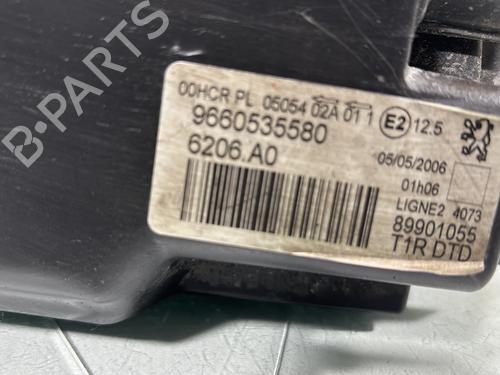 B-PARTS
00HCR PL 05054 02A 01 1 E2 12.5
9660535580
6206.A0
05/05/2006
01h06
LIGNE2 4073
89901055
T1R DTD